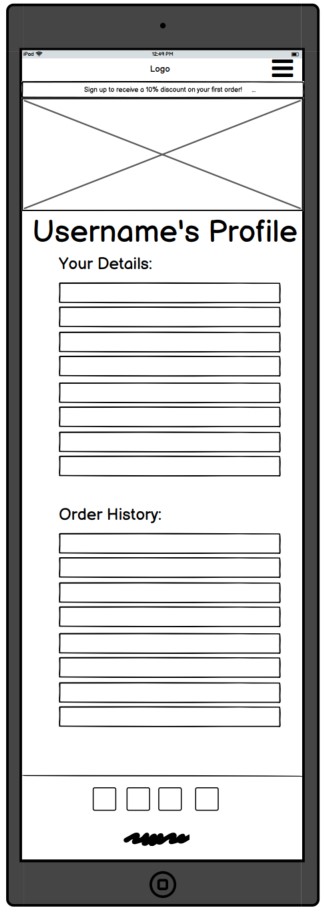 iPad 12:49 PM
Logo
Sign up to receive a 10% discount on your first order! ...
Username's Profile
Your Details:
Order History: